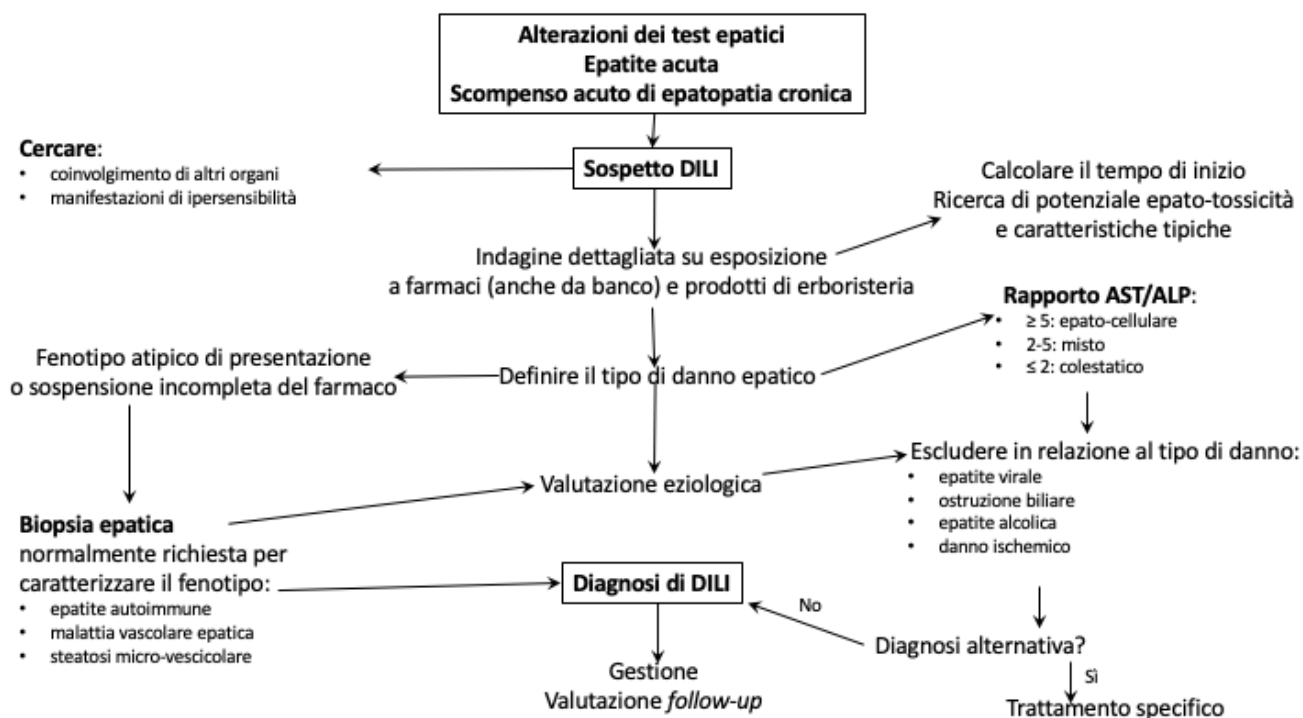 Alterazioni dei test epatici
Epatite acuta
Scompenso acuto di epatopatia cronica
Cercare:
• coinvolgimento di altri organi
• manifestazioni di ipersensibilità
Sospetto DILI
Calcolare il tempo di inizio
Ricerca di potenziale epato-tossicità
e caratteristiche tipiche
Indagine dettagliata su esposizione
a farmaci (anche da banco) e prodotti di erboristeria
Rapporto AST/ALP:
• ≥ 5: epato-cellulare
• 2-5: misto
• ≤ 2: colestatico
Fenotipo atipico di presentazione
o sospensione incompleta del farmaco
Definire il tipo di danno epatico
Escludere in relazione al tipo di danno:
• epatite virale
• ostruzione biliare
• epatite alcolica
• danno ischemico
Valutazione eziologica
Biopsia epatica
normalmente richiesta per
caratterizzare il fenotipo:
• epatite autoimmune
• malattia vascolare epatica
• steatosi micro-vescicolare
Diagnosi di DILI
No
Diagnosi alternativa?
Sì
Gestione
Valutazione follow-up
Trattamento specifico